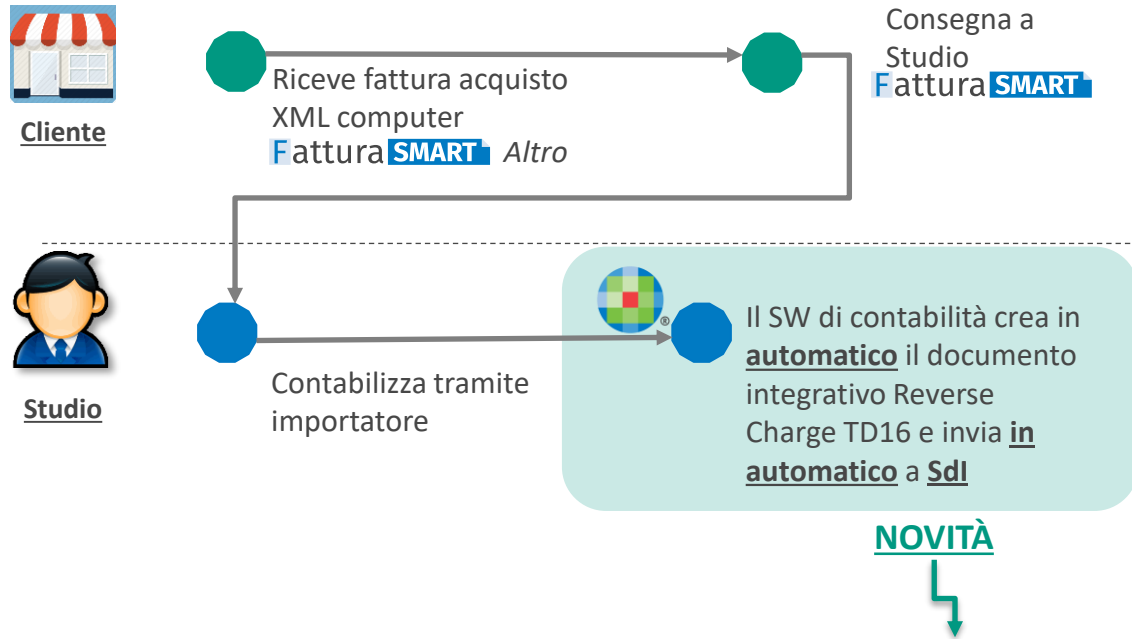 Cliente
Riceve fattura acquisto
XML computer
Fattura SMART Altro
Consegna a
Studio
Fattura SMART
Studio
Contabilizza tramite
importatore
®
Il SW di contabilità crea in
automatico il documento
integrativo Reverse
Charge TD16 e invia in
automatico a SdI
NOVITÀ